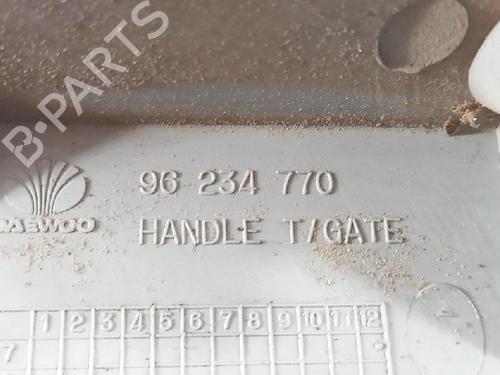 B-PARTS
96 234 770
DAEWOO
HANDLE T/GATE
1 2 3 4 5 6 7 8 9 10 11 12
7